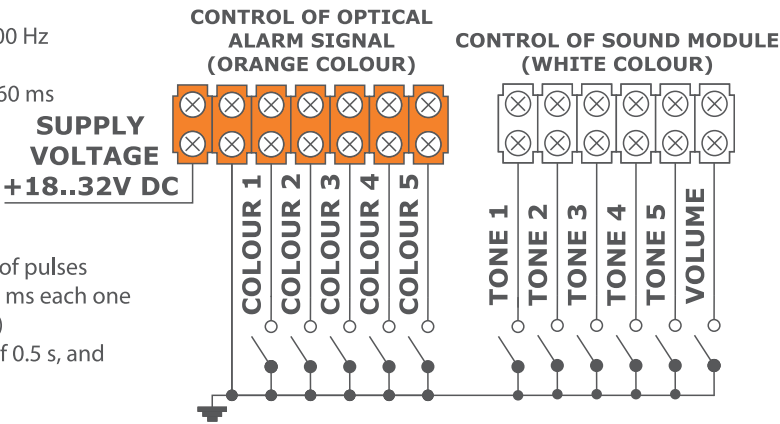 00 Hz
60 ms
of pulses
ms each one
)
f 0.5 s, and
CONTROL OF OPTICAL
ALARM SIGNAL
(ORANGE COLOUR)
CONTROL OF SOUND MODULE
(WHITE COLOUR)
SUPPLY
VOLTAGE
+18..32V DC
COLOUR 1
COLOUR 2
COLOUR 3
COLOUR 4
COLOUR 5
TONE 1
TONE 2
TONE 3
TONE 4
TONE 5
VOLUME